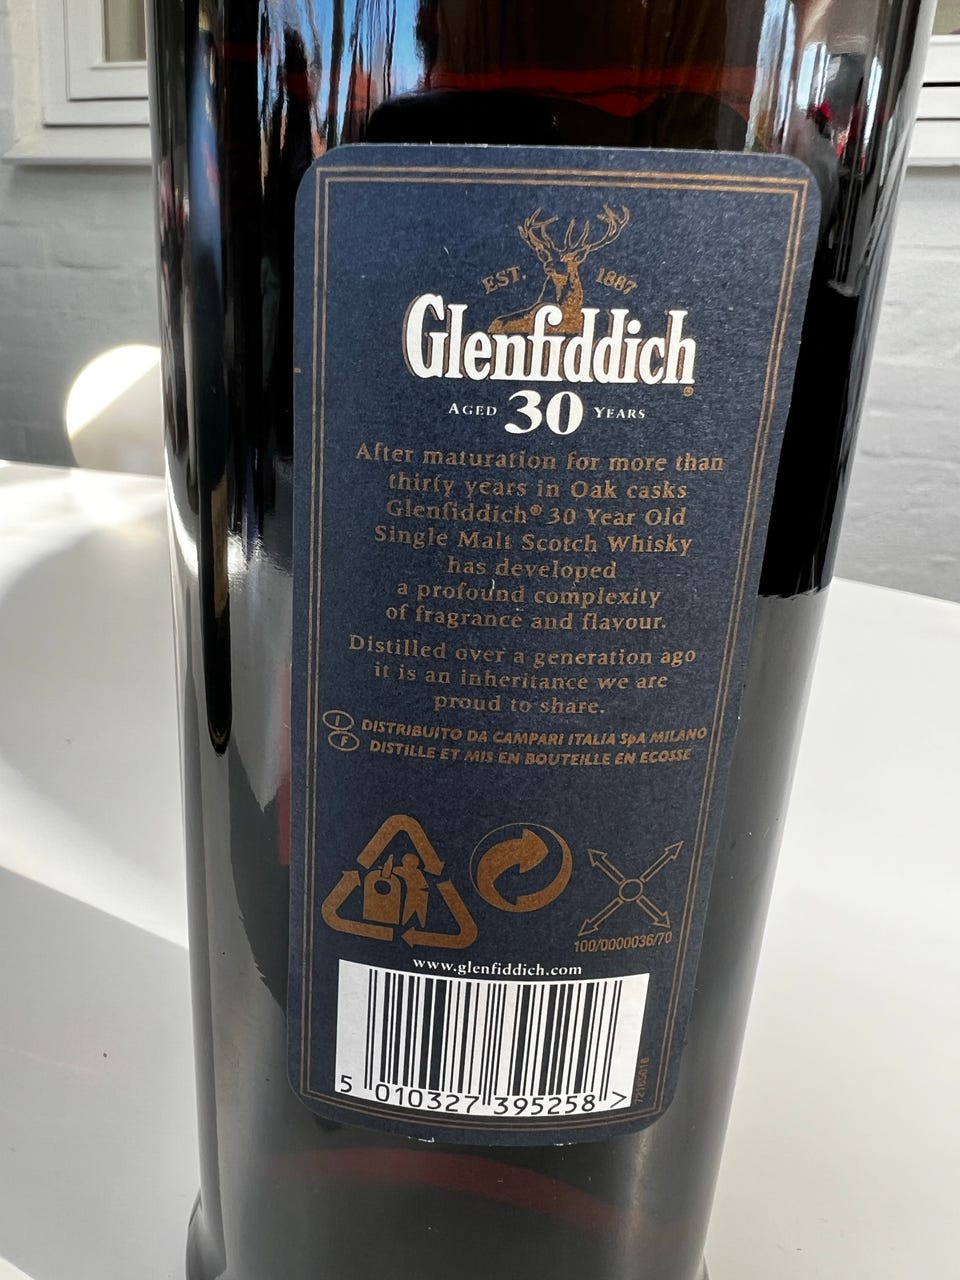 EST. 1887
Glenfiddich®
AGED 30 YEARS
After maturation for more than
thirty years in Oak casks
Glenfiddich® 30 Year Old
Single Malt Scotch Whisky
has developed
a profound complexity
of fragrance and flavour.
Distilled over a generation ago
it is an inheritance we are
proud to share.
I DISTRIBUITO DA CAMPARI ITALIA SpA MILANO
F DISTILLE ET MIS EN BOUTEILLE EN ECOSSE
100/0000036/70
www.glenfiddich.com
5 010327 395258 >